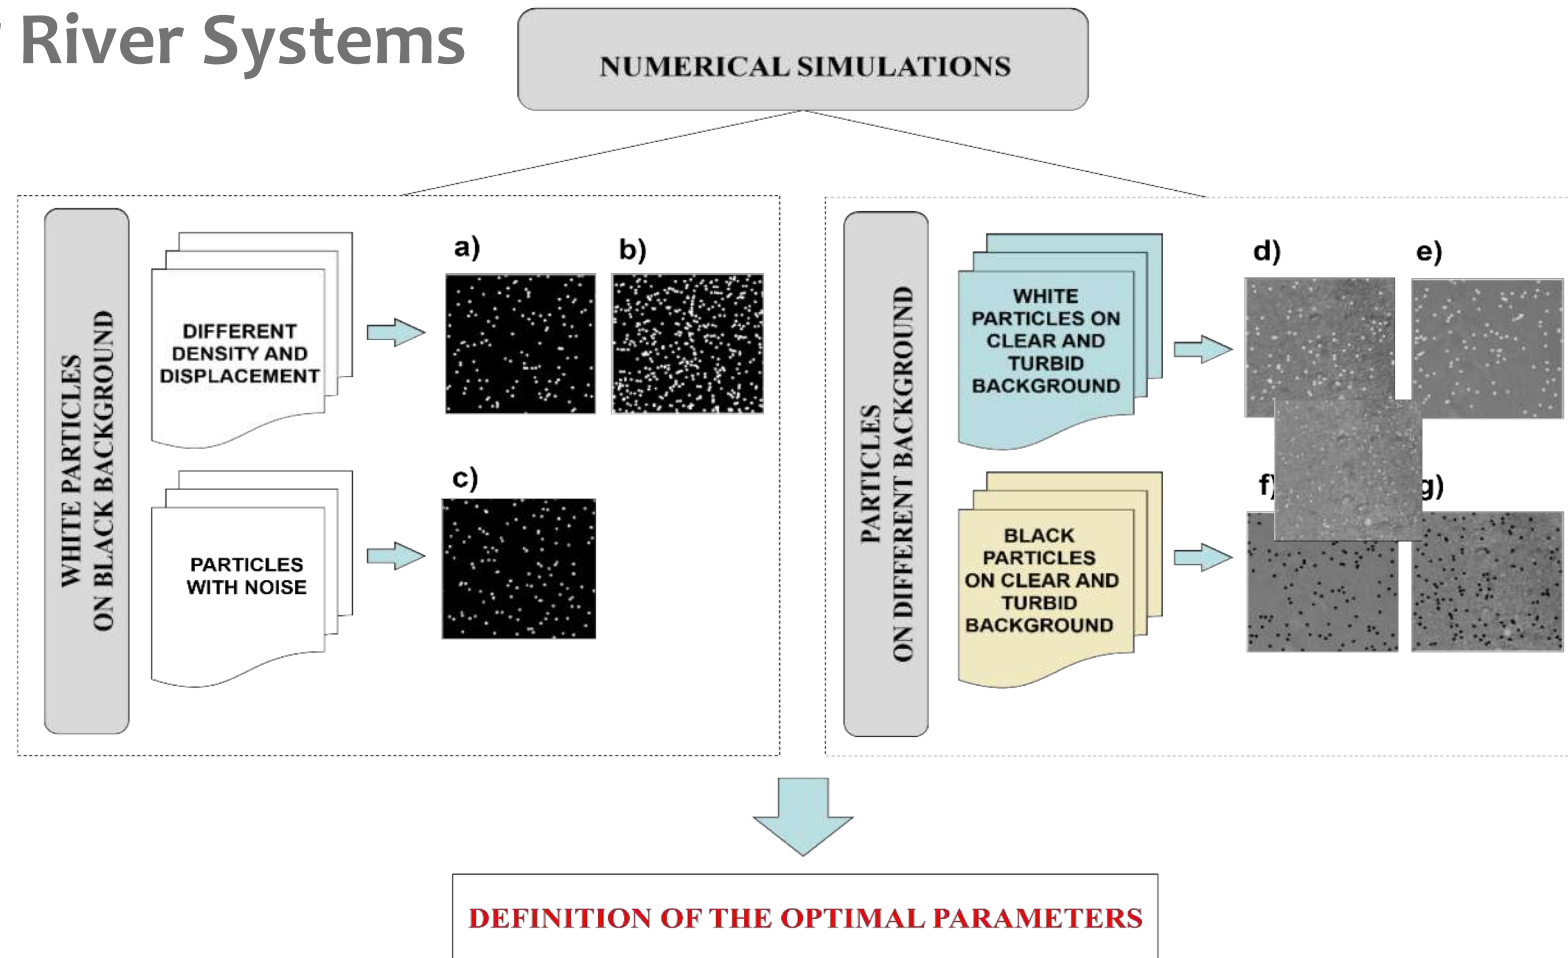 River Systems
NUMERICAL SIMULATIONS
WHITE PARTICLES
ON BLACK BACKGROUND
DIFFERENT
DENSITY AND
DISPLACEMENT
a)
b)
PARTICLES
WITH NOISE
c)
PARTICLES
ON DIFFERENT BACKGROUND
WHITE
PARTICLES ON
CLEAR AND
TURBID
BACKGROUND
d)
e)
BLACK
PARTICLES
ON CLEAR AND
TURBID
BACKGROUND
f)
g)
DEFINITION OF THE OPTIMAL PARAMETERS